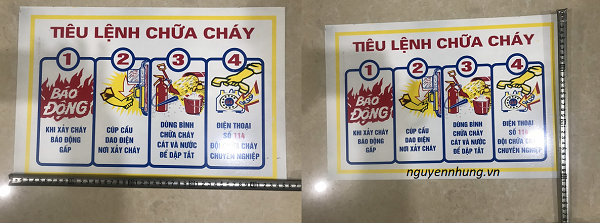 TIÊU LỆNH CHỮA CHÁY
1
2
3
4
BÁO ĐỘNG
KHI XẢY CHÁY
BÁO ĐỘNG
GẤP
CÚP CẦU
DAO ĐIỆN
NƠI XẢY CHÁY
DÙNG BÌNH
CHỮA CHÁY
CÁT VÀ NƯỚC
ĐỂ DẬP TẮT
ĐIỆN THOẠI
SỐ 114
ĐỘI CHỮA CHÁY
CHUYÊN NGHIỆP
TIÊU LỆNH CHỮA CHÁY
1
2
3
4
BÁO ĐỘNG
KHI XẢY CHÁY
BÁO ĐỘNG
GẤP
CÚP CẦU
DAO ĐIỆN
NƠI XẢY CHÁY
DÙNG BÌNH
CHỮA CHÁY
CÁT VÀ NƯỚC
ĐỂ DẬP TẮT
ĐIỆN THOẠI
SỐ 114
ĐỘI CHỮA CHÁY
CHUYÊN NGHIỆP
nguyennhung.vn